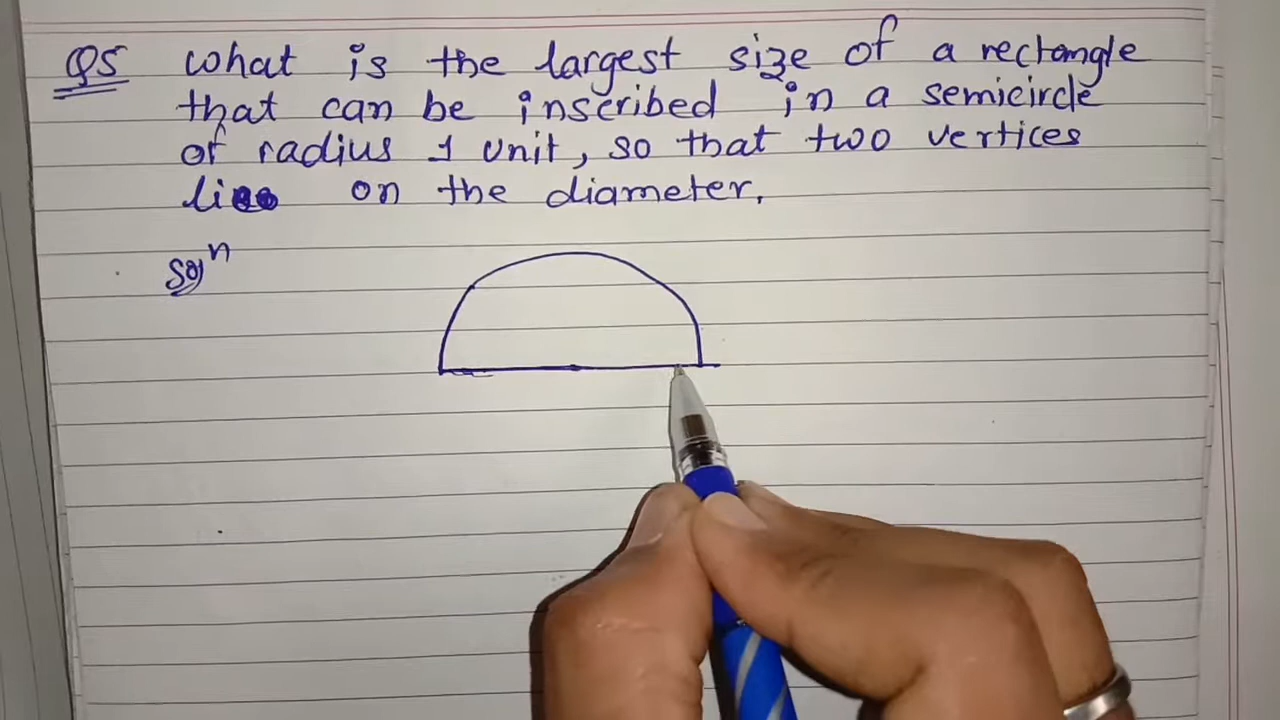 Q5 What is the largest size of a rectangle
that can be inscribed in a semicircle
of radius 1 unit, so that two vertices
lies on the diameter.
Solⁿ